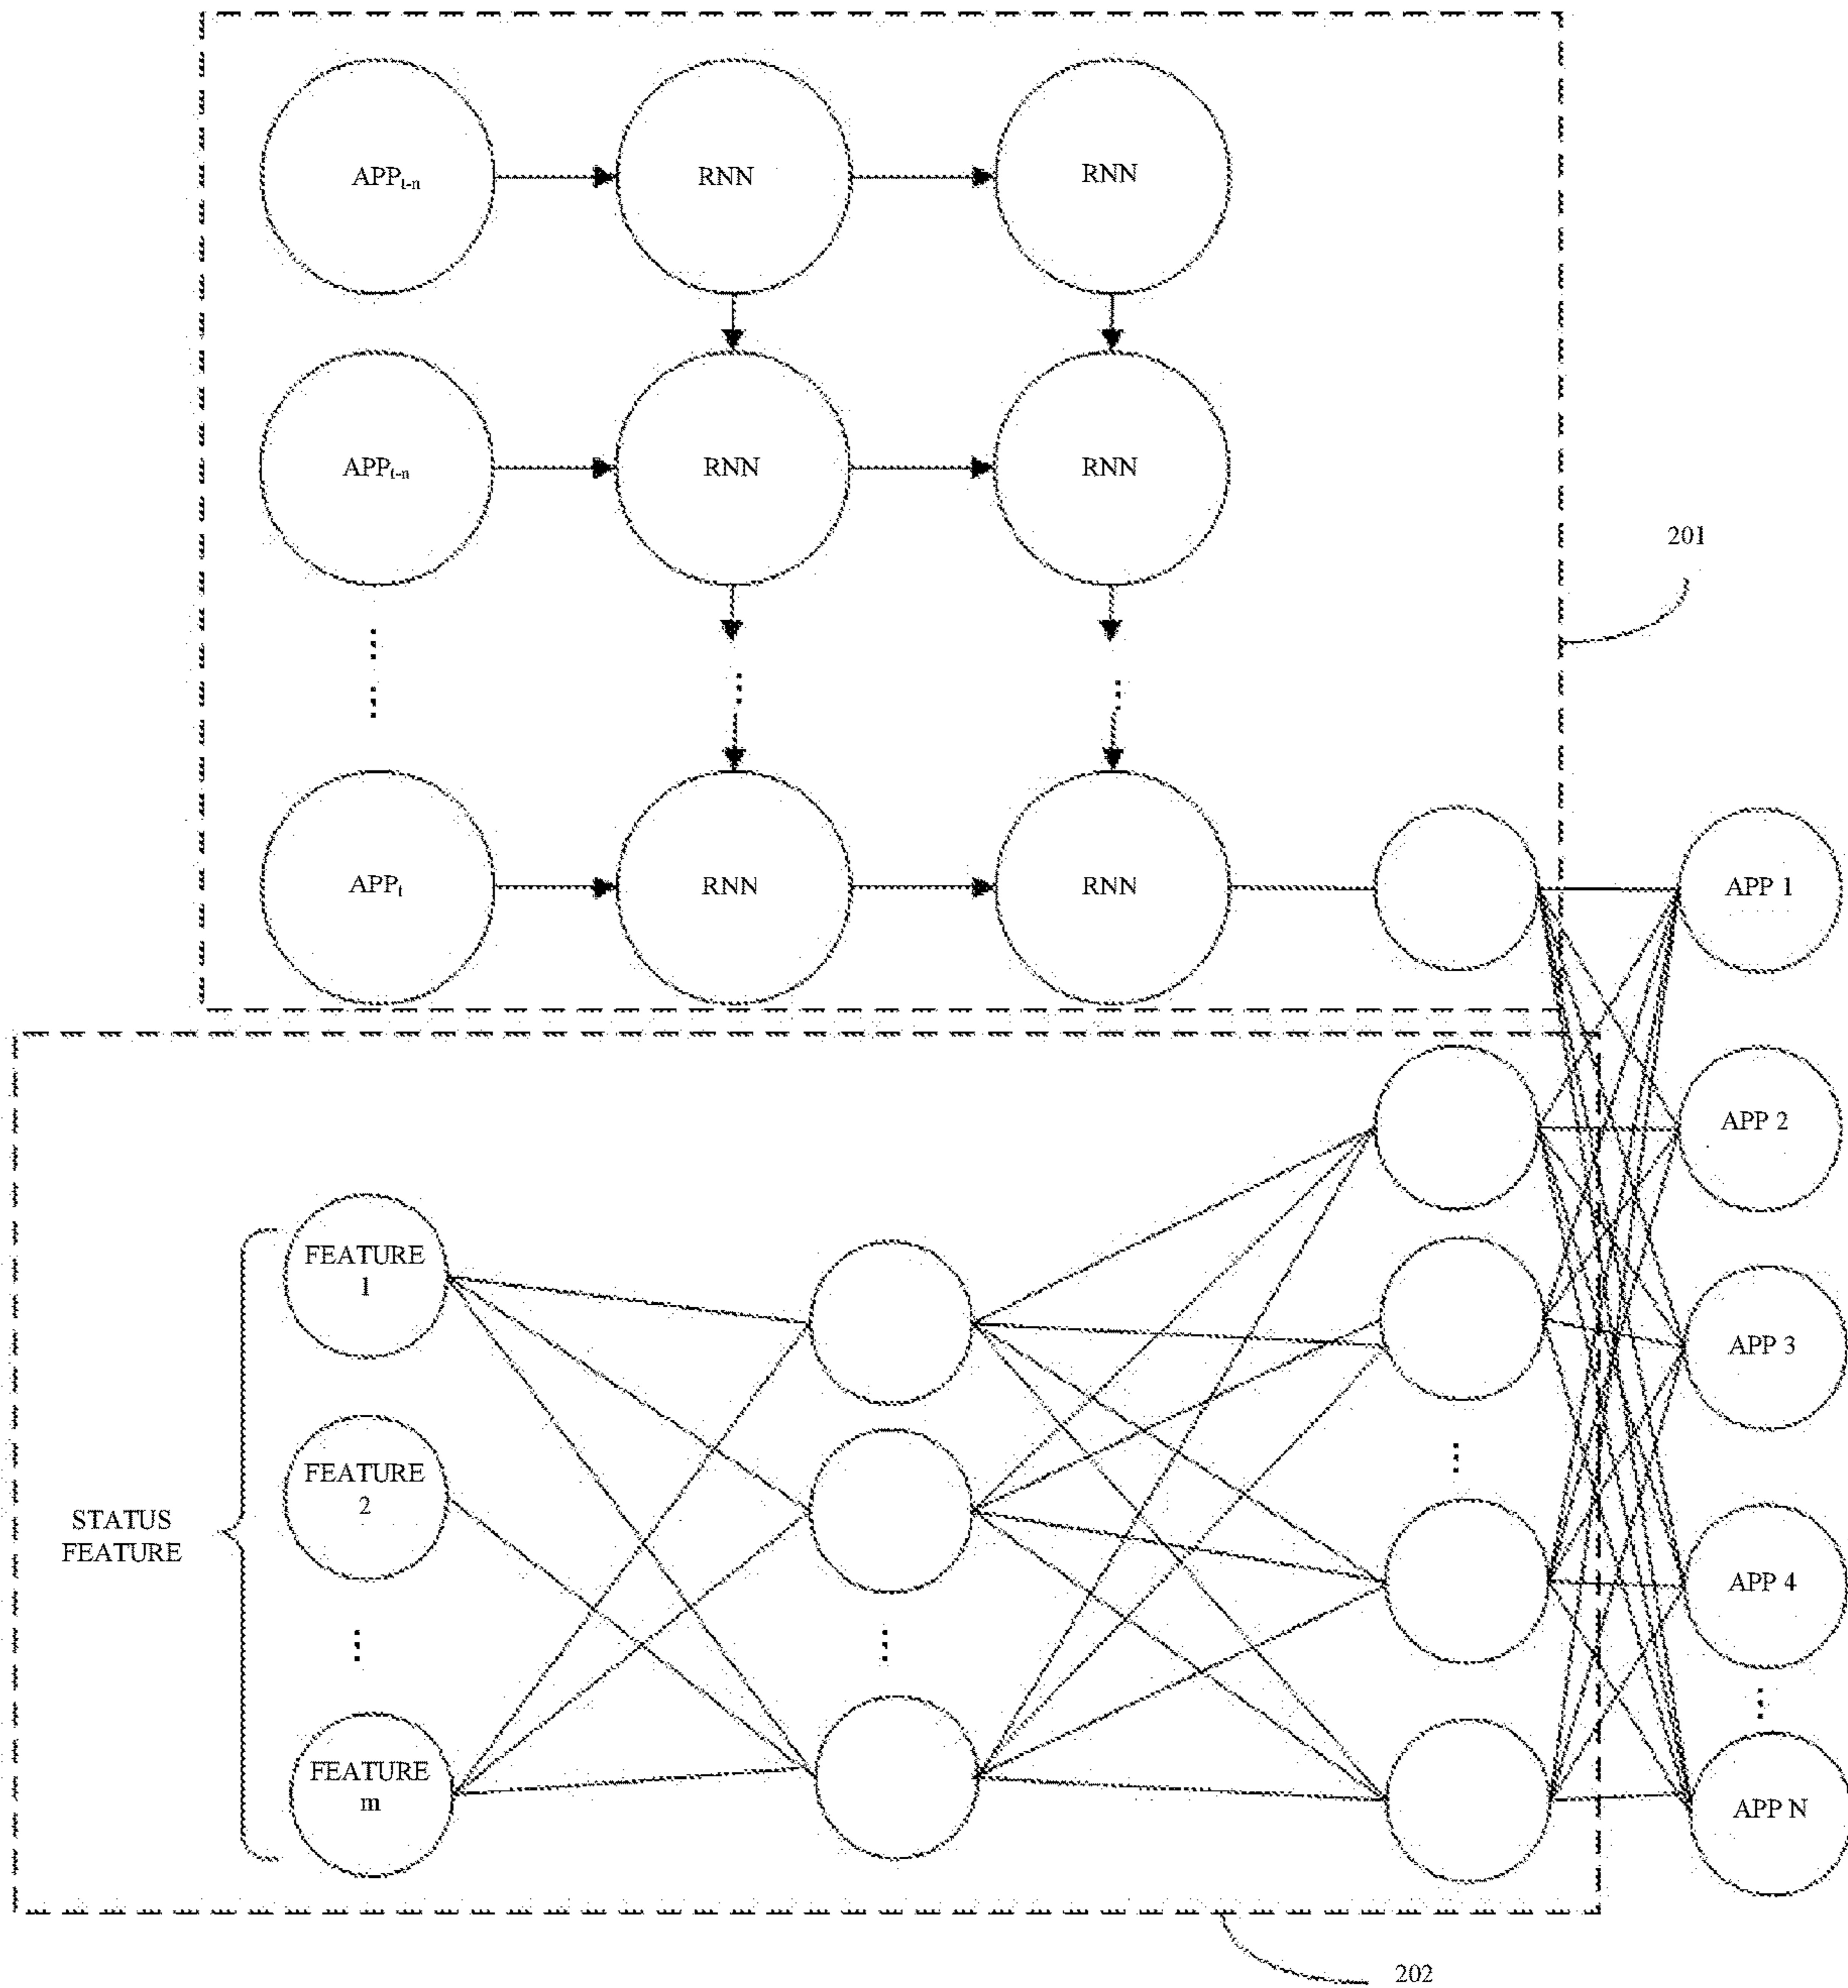 APPt-n
RNN
RNN
APPt-n
RNN
RNN
201
APPt
RNN
RNN
APP 1
APP 2
FEATURE
1
APP 3
FEATURE
2
STATUS
FEATURE
APP 4
FEATURE
m
APP N
202